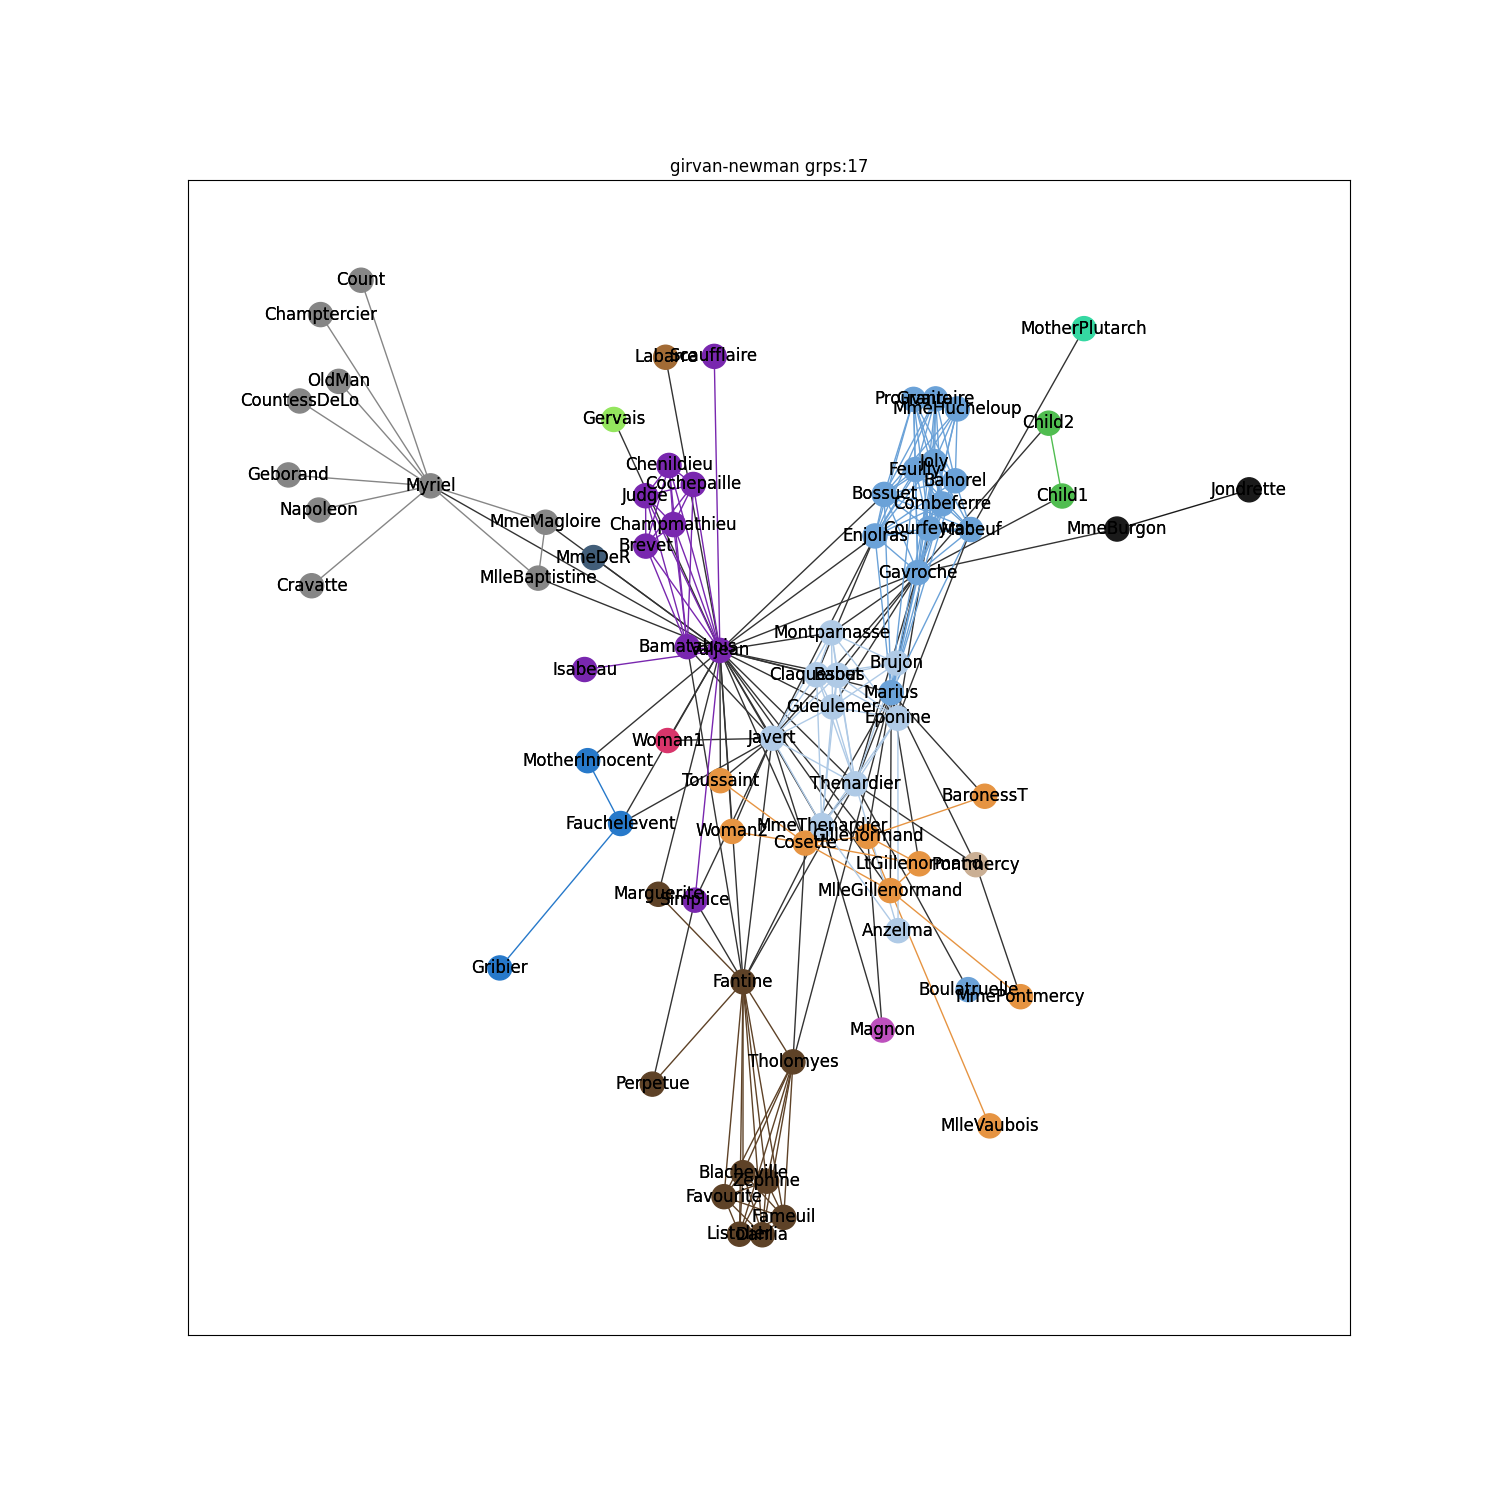 girvan-newman grps:17
Count
Champtercier
MotherPlutarch
Labarre
Scaufflaire
OldMan
CountessDeLo
Prouvaire
Grantaire
MmeHucheloup
Gervais
Child2
Chenildieu
Joly
Feuilly
Geborand
Bahorel
Myriel
Cochepaille
Jondrette
Bossuet
Judge
Child1
Combeferre
Napoleon
MmeMagloire
Champmathieu
Courfeyrac
Mabeuf
MmeBurgon
Enjolras
Brevet
MmeDeR
Gavroche
MlleBaptistine
Cravatte
Montparnasse
Bamatabois
Valjean
Brujon
Isabeau
Claquesous
Babet
Marius
Gueulemer
Eponine
Woman1
Javert
MotherInnocent
Toussaint
Thenardier
BaronessT
Fauchelevent
MmeThenardier
Woman2
Gillenormand
Cosette
LtGillenormand
Pontmercy
MlleGillenormand
Marguerite
Simplice
Anzelma
Gribier
Fantine
Boulatruelle
MmePontmercy
Magnon
Tholomyes
Perpetue
MlleVaubois
Blacheville
Zephine
Favourite
Fameuil
Listolier
Dahlia